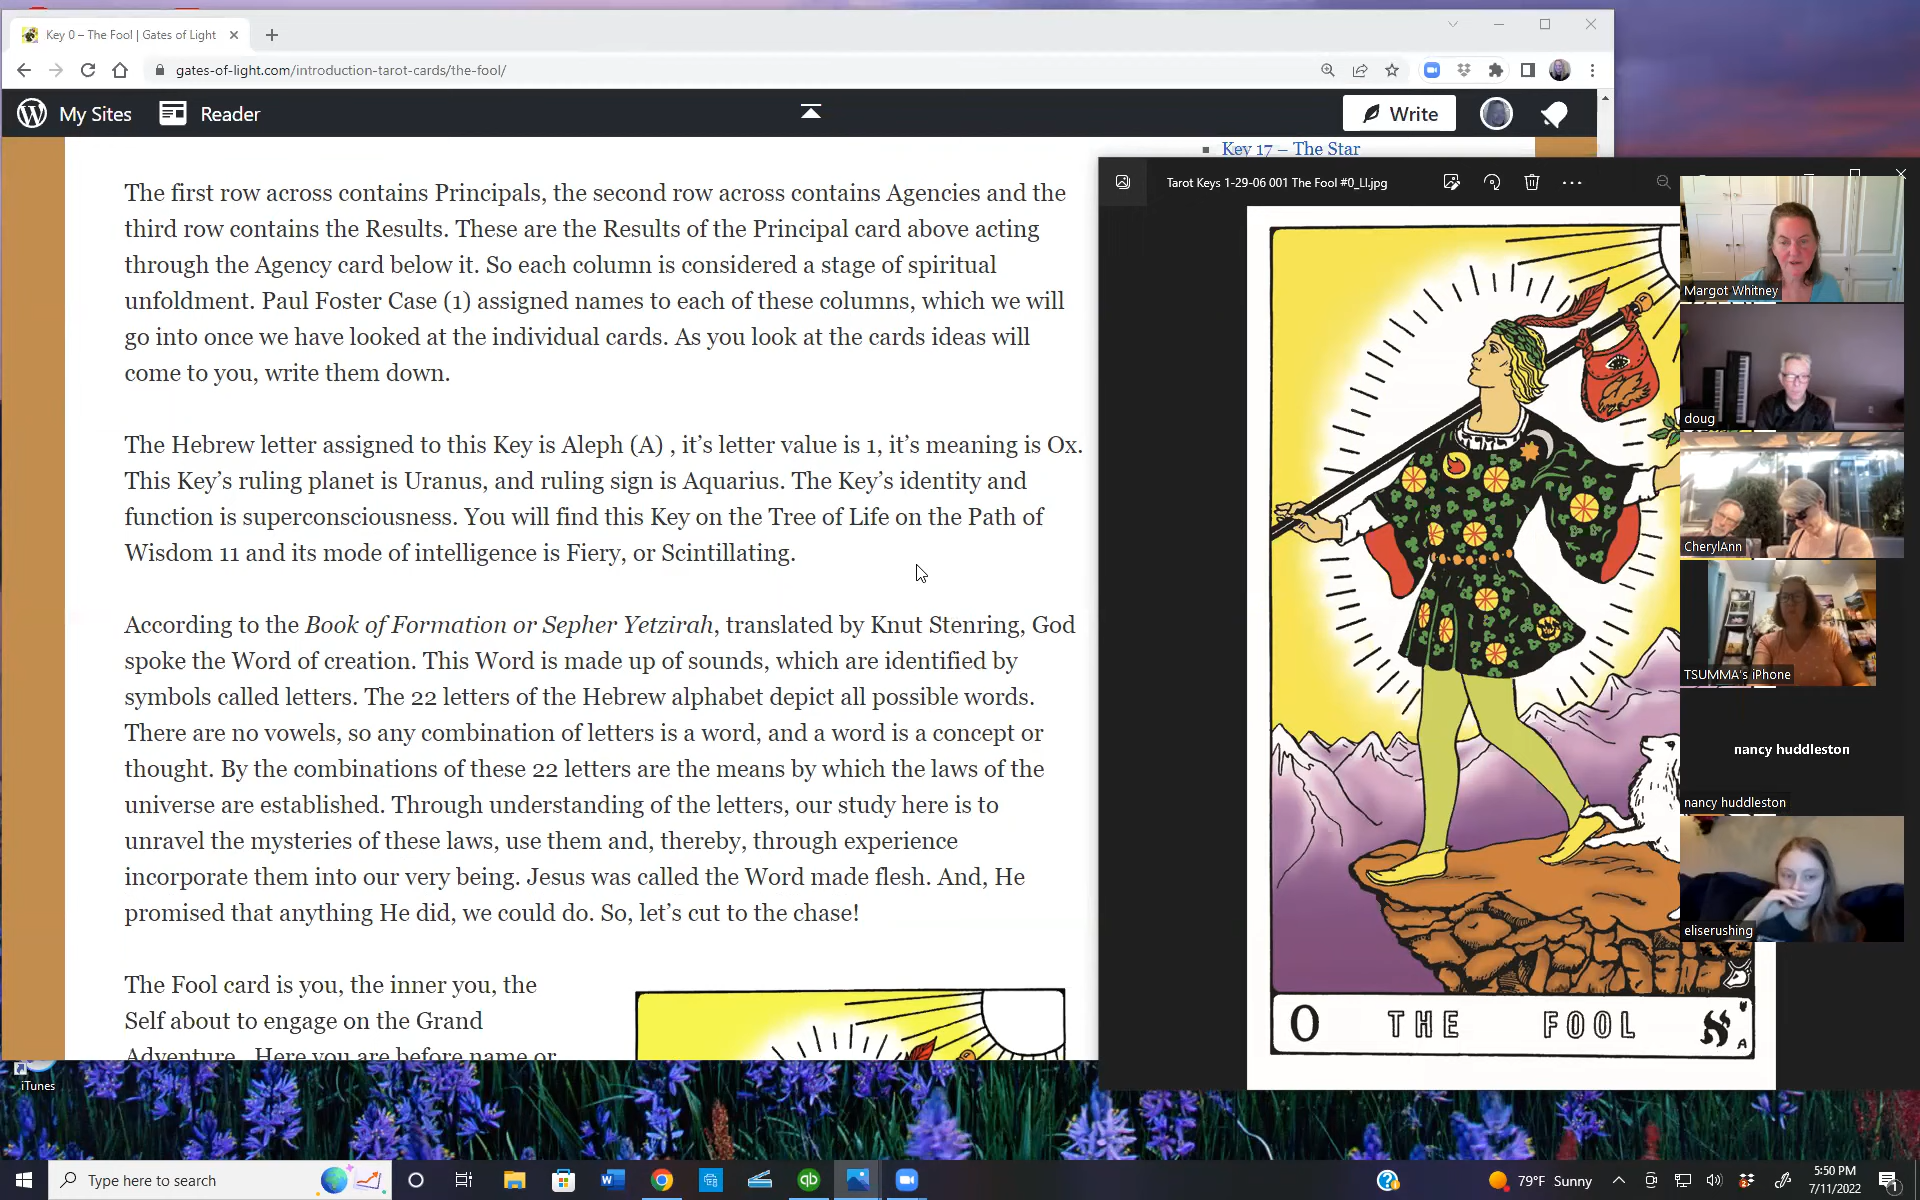 Key 0 – The Fool | Gates of Light
gates-of-light.com/introduction-tarot-cards/the-fool/
My Sites
Reader
Write
Key 17 – The Star
The first row across contains Principals, the second row across contains Agencies and the
third row contains the Results. These are the Results of the Principal card above acting
through the Agency card below it. So each column is considered a stage of spiritual
unfoldment. Paul Foster Case (1) assigned names to each of these columns, which we will
go into once we have looked at the individual cards. As you look at the cards ideas will
come to you, write them down.
The Hebrew letter assigned to this Key is Aleph (A) , it’s letter value is 1, it’s meaning is Ox.
This Key’s ruling planet is Uranus, and ruling sign is Aquarius. The Key’s identity and
function is superconsciousness. You will find this Key on the Tree of Life on the Path of
Wisdom 11 and its mode of intelligence is Fiery, or Scintillating.
According to the Book of Formation or Sepher Yetzirah, translated by Knut Stenring, God
spoke the Word of creation. This Word is made up of sounds, which are identified by
symbols called letters. The 22 letters of the Hebrew alphabet depict all possible words.
There are no vowels, so any combination of letters is a word, and a word is a concept or
thought. By the combinations of these 22 letters are the means by which the laws of the
universe are established. Through understanding of the letters, our study here is to
unravel the mysteries of these laws, use them and, thereby, through experience
incorporate them into our very being. Jesus was called the Word made flesh. And, He
promised that anything He did, we could do. So, let’s cut to the chase!
The Fool card is you, the inner you, the
Self about to engage on the Grand
Adventure. Here you are before name or
Tarot Keys 1-29-06 001 The Fool #0_LI.jpg
0 THE FOOL א A
Margot Whitney
doug
CherylAnn
TSUMMA's iPhone
nancy huddleston
nancy huddleston
eliserushing
iTunes
Type here to search
79°F Sunny
5:50 PM
7/11/2022
1